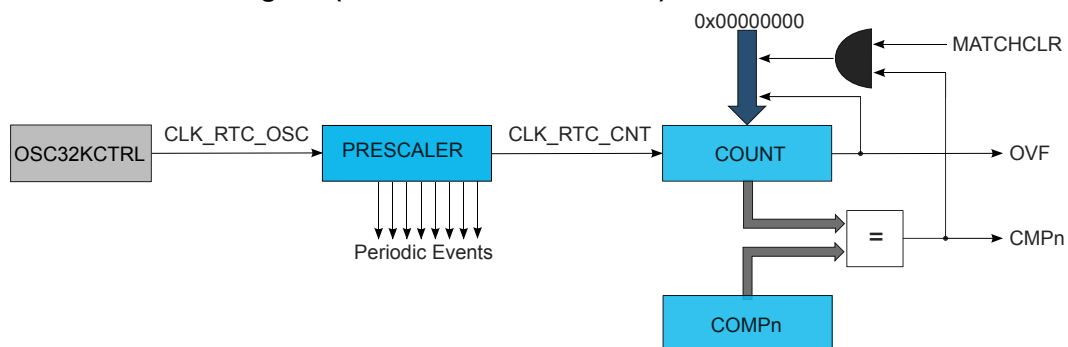 0x00000000
MATCHCLR
OSC32KCTRL
CLK_RTC_OSC
PRESCALER
CLK_RTC_CNT
COUNT
OVF
Periodic Events
=
CMPn
COMPn